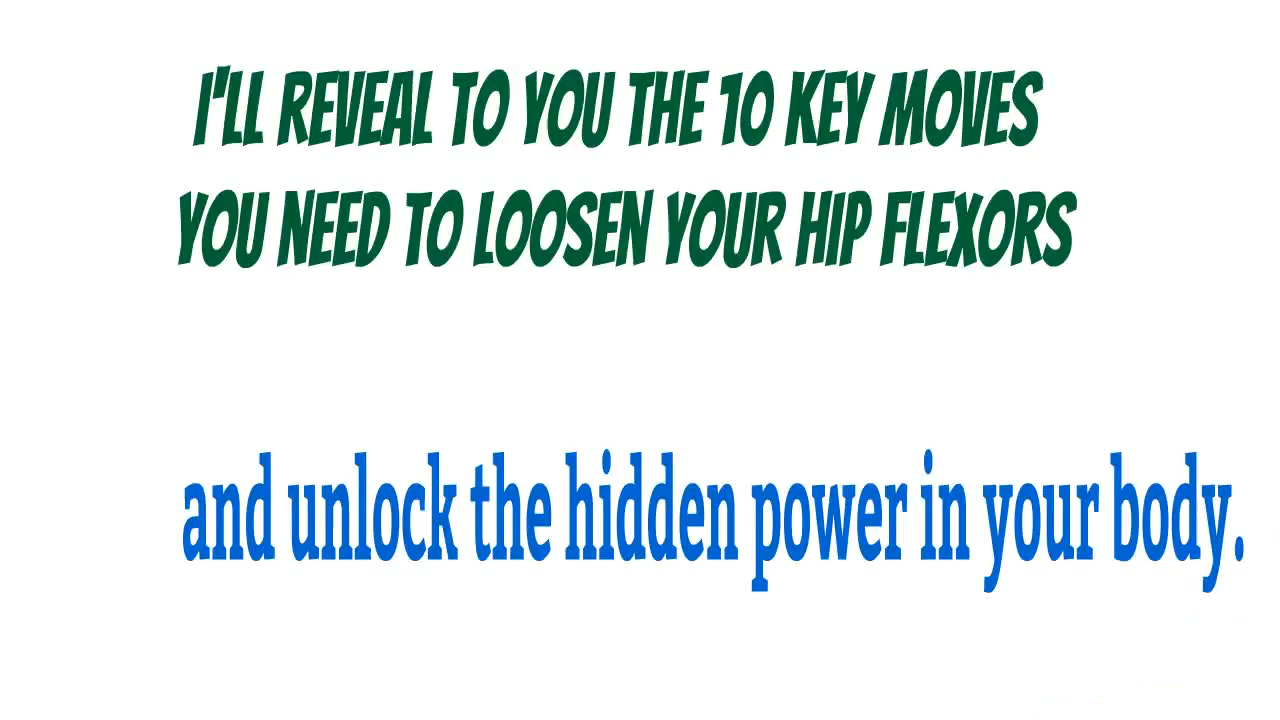 I'LL REVEAL TO YOU THE 10 KEY MOVES
YOU NEED TO LOOSEN YOUR HIP FLEXORS
and unlock the hidden power in your body.